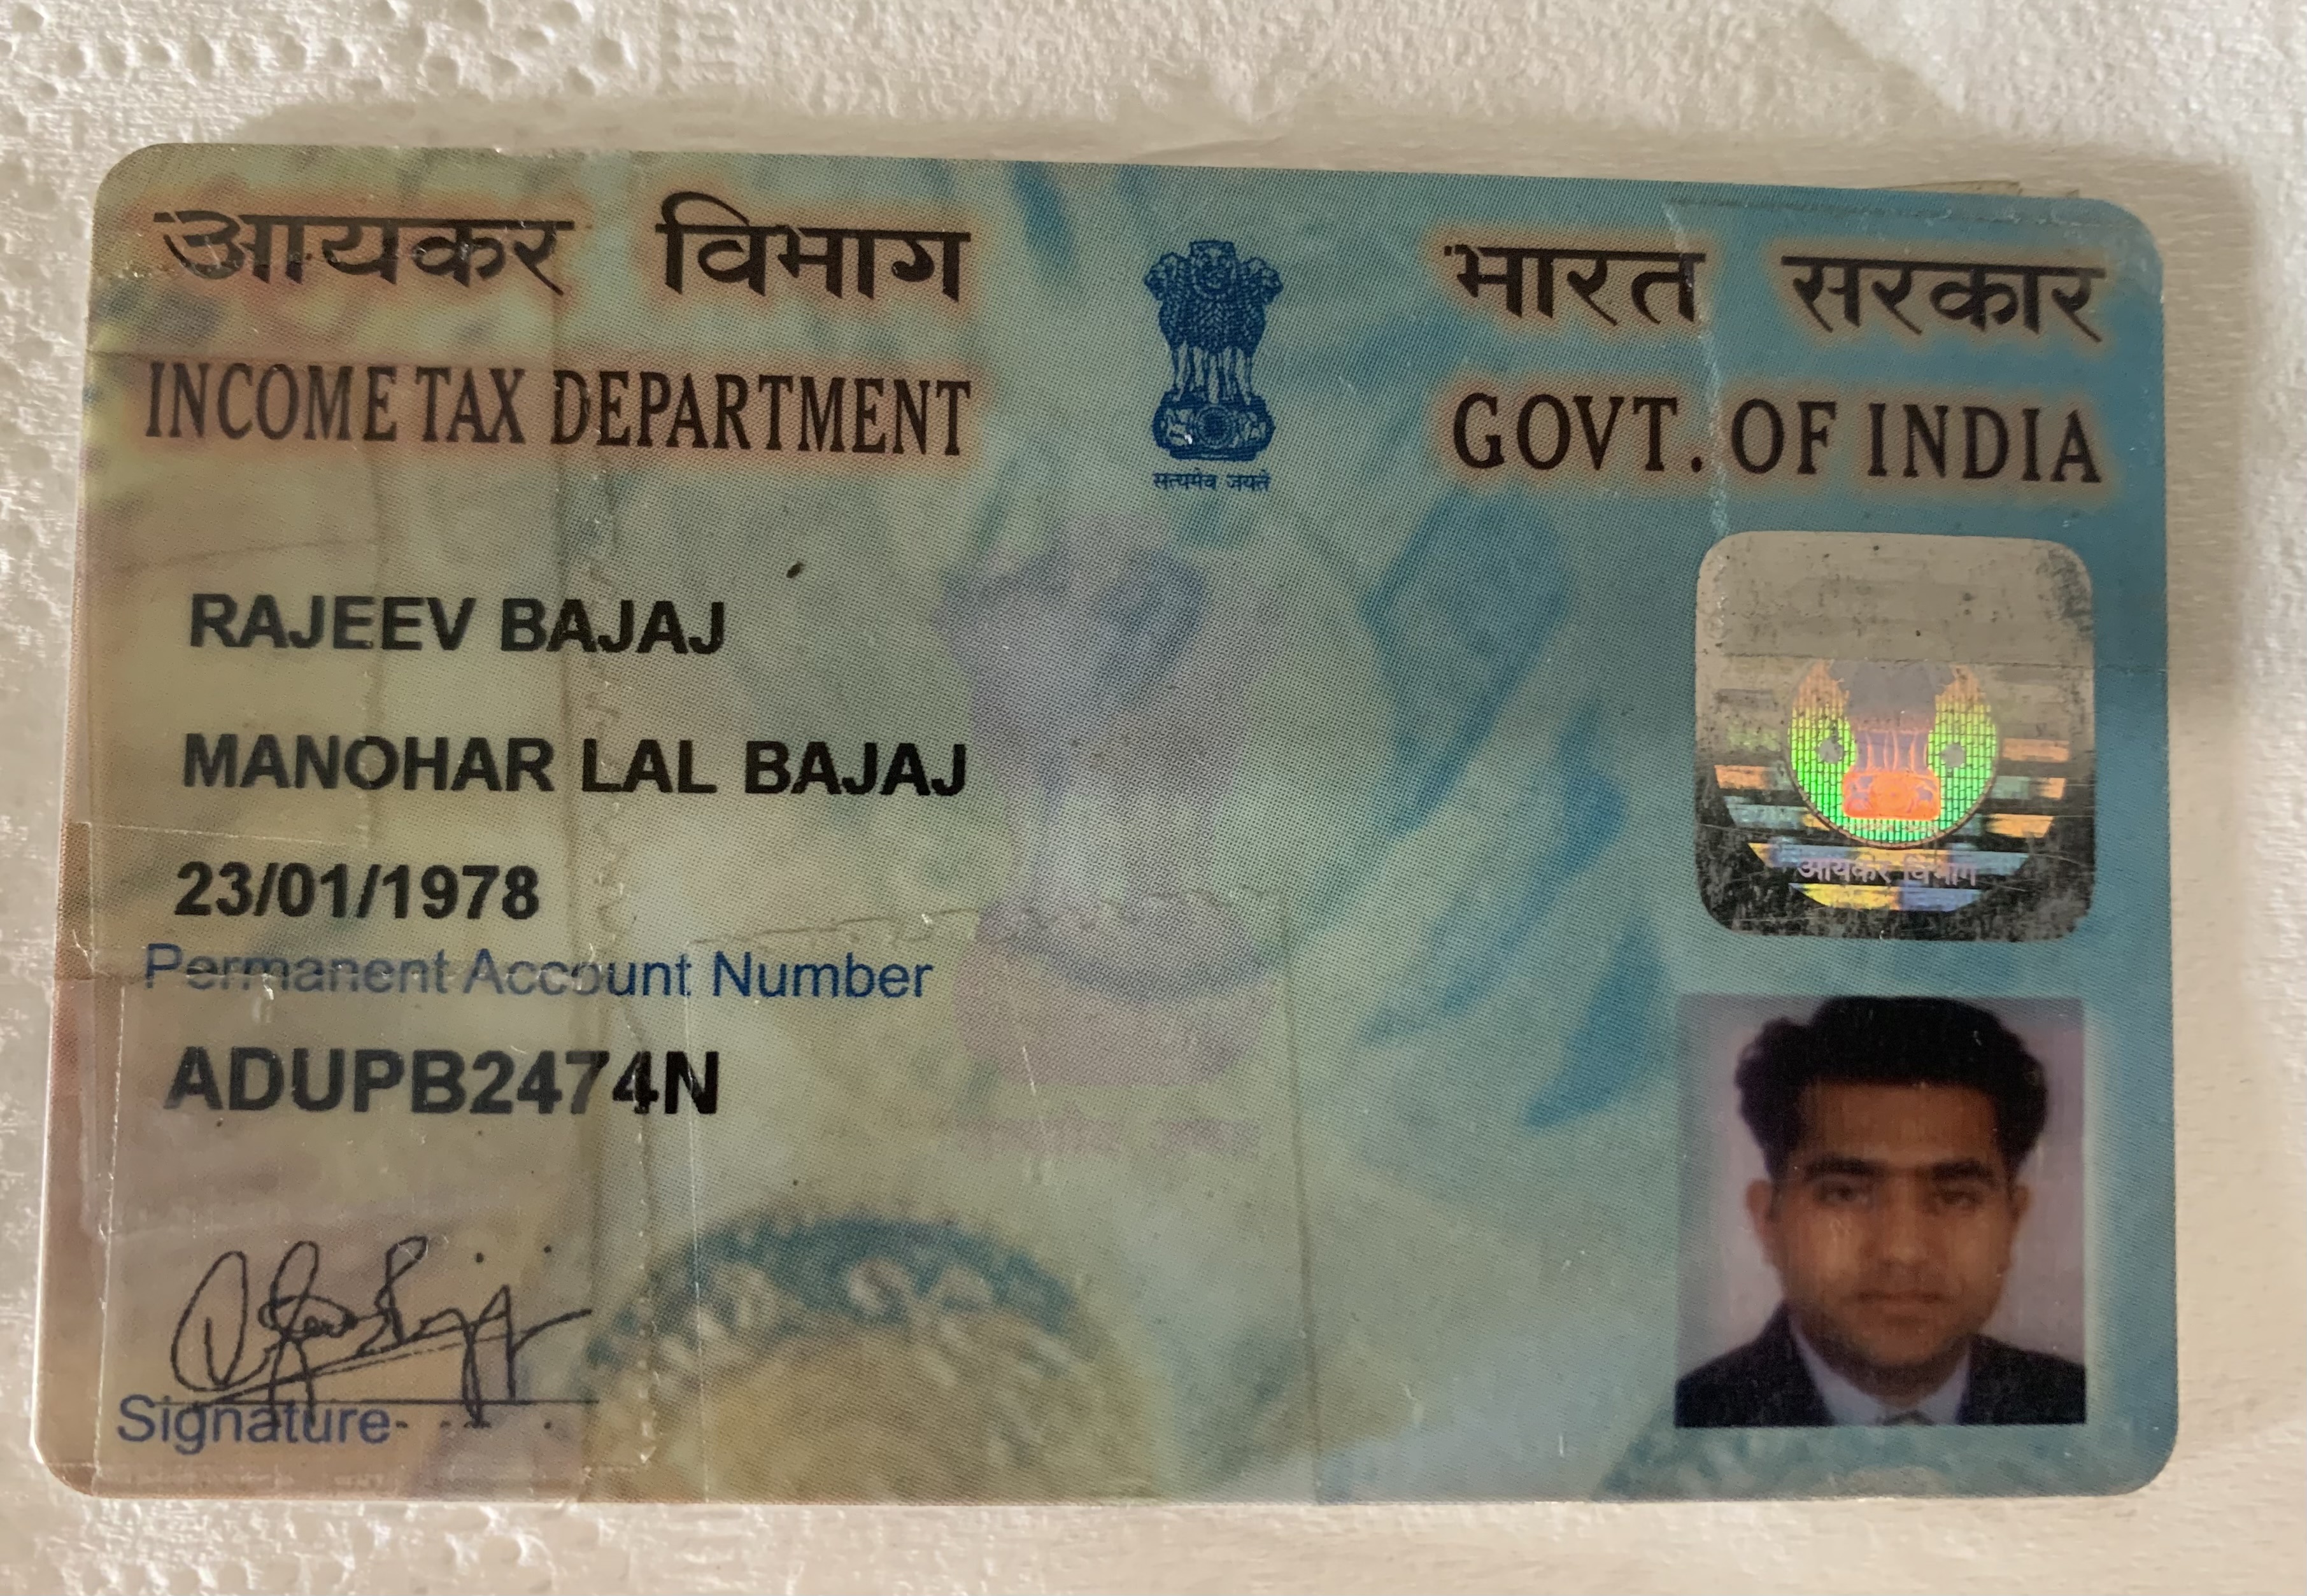 आयकर विभाग
INCOME TAX DEPARTMENT
सत्यमेव जयते
भारत सरकार
GOVT. OF INDIA
RAJEEV BAJAJ
MANOHAR LAL BAJAJ
23/01/1978
Permanent Account Number
ADUPB2474N
Signature
आयकर विभाग